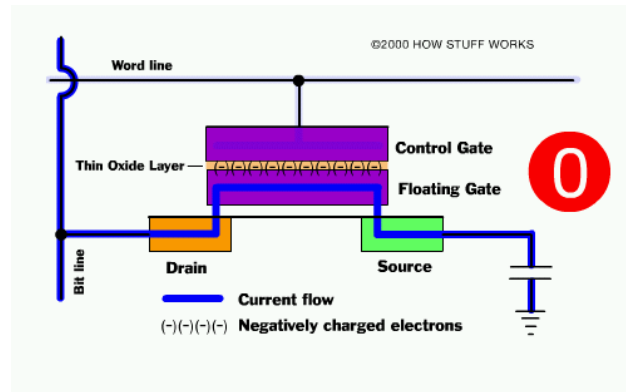 ©2000 HOW STUFF WORKS
Word line
Control Gate
Thin Oxide Layer
(-)(-)(-)(-)(-)(-)(-)(-)(-)
Floating Gate
0
Bit line
Drain
Source
Current flow
(-)(-)(-)(-) Negatively charged electrons